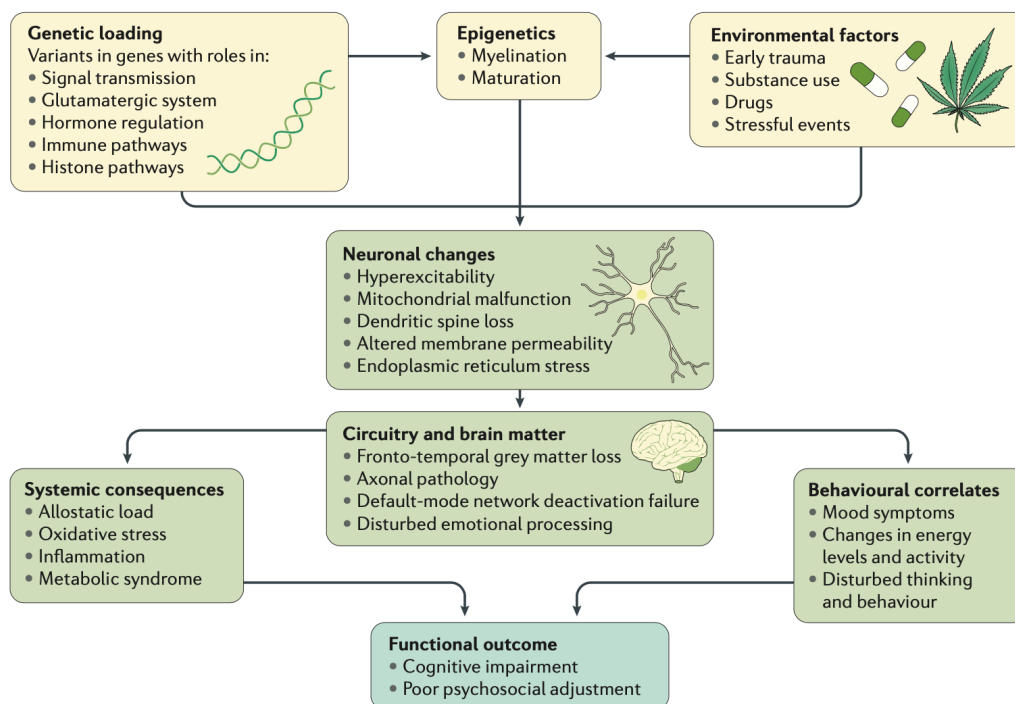 Genetic loading
Variants in genes with roles in:
• Signal transmission
• Glutamatergic system
• Hormone regulation
• Immune pathways
• Histone pathways
Epigenetics
• Myelination
• Maturation
Environmental factors
• Early trauma
• Substance use
• Drugs
• Stressful events
Neuronal changes
• Hyperexcitability
• Mitochondrial malfunction
• Dendritic spine loss
• Altered membrane permeability
• Endoplasmic reticulum stress
Circuitry and brain matter
• Fronto-temporal grey matter loss
• Axonal pathology
• Default-mode network deactivation failure
• Disturbed emotional processing
Systemic consequences
• Allostatic load
• Oxidative stress
• Inflammation
• Metabolic syndrome
Behavioural correlates
• Mood symptoms
• Changes in energy
levels and activity
• Disturbed thinking
and behaviour
Functional outcome
• Cognitive impairment
• Poor psychosocial adjustment